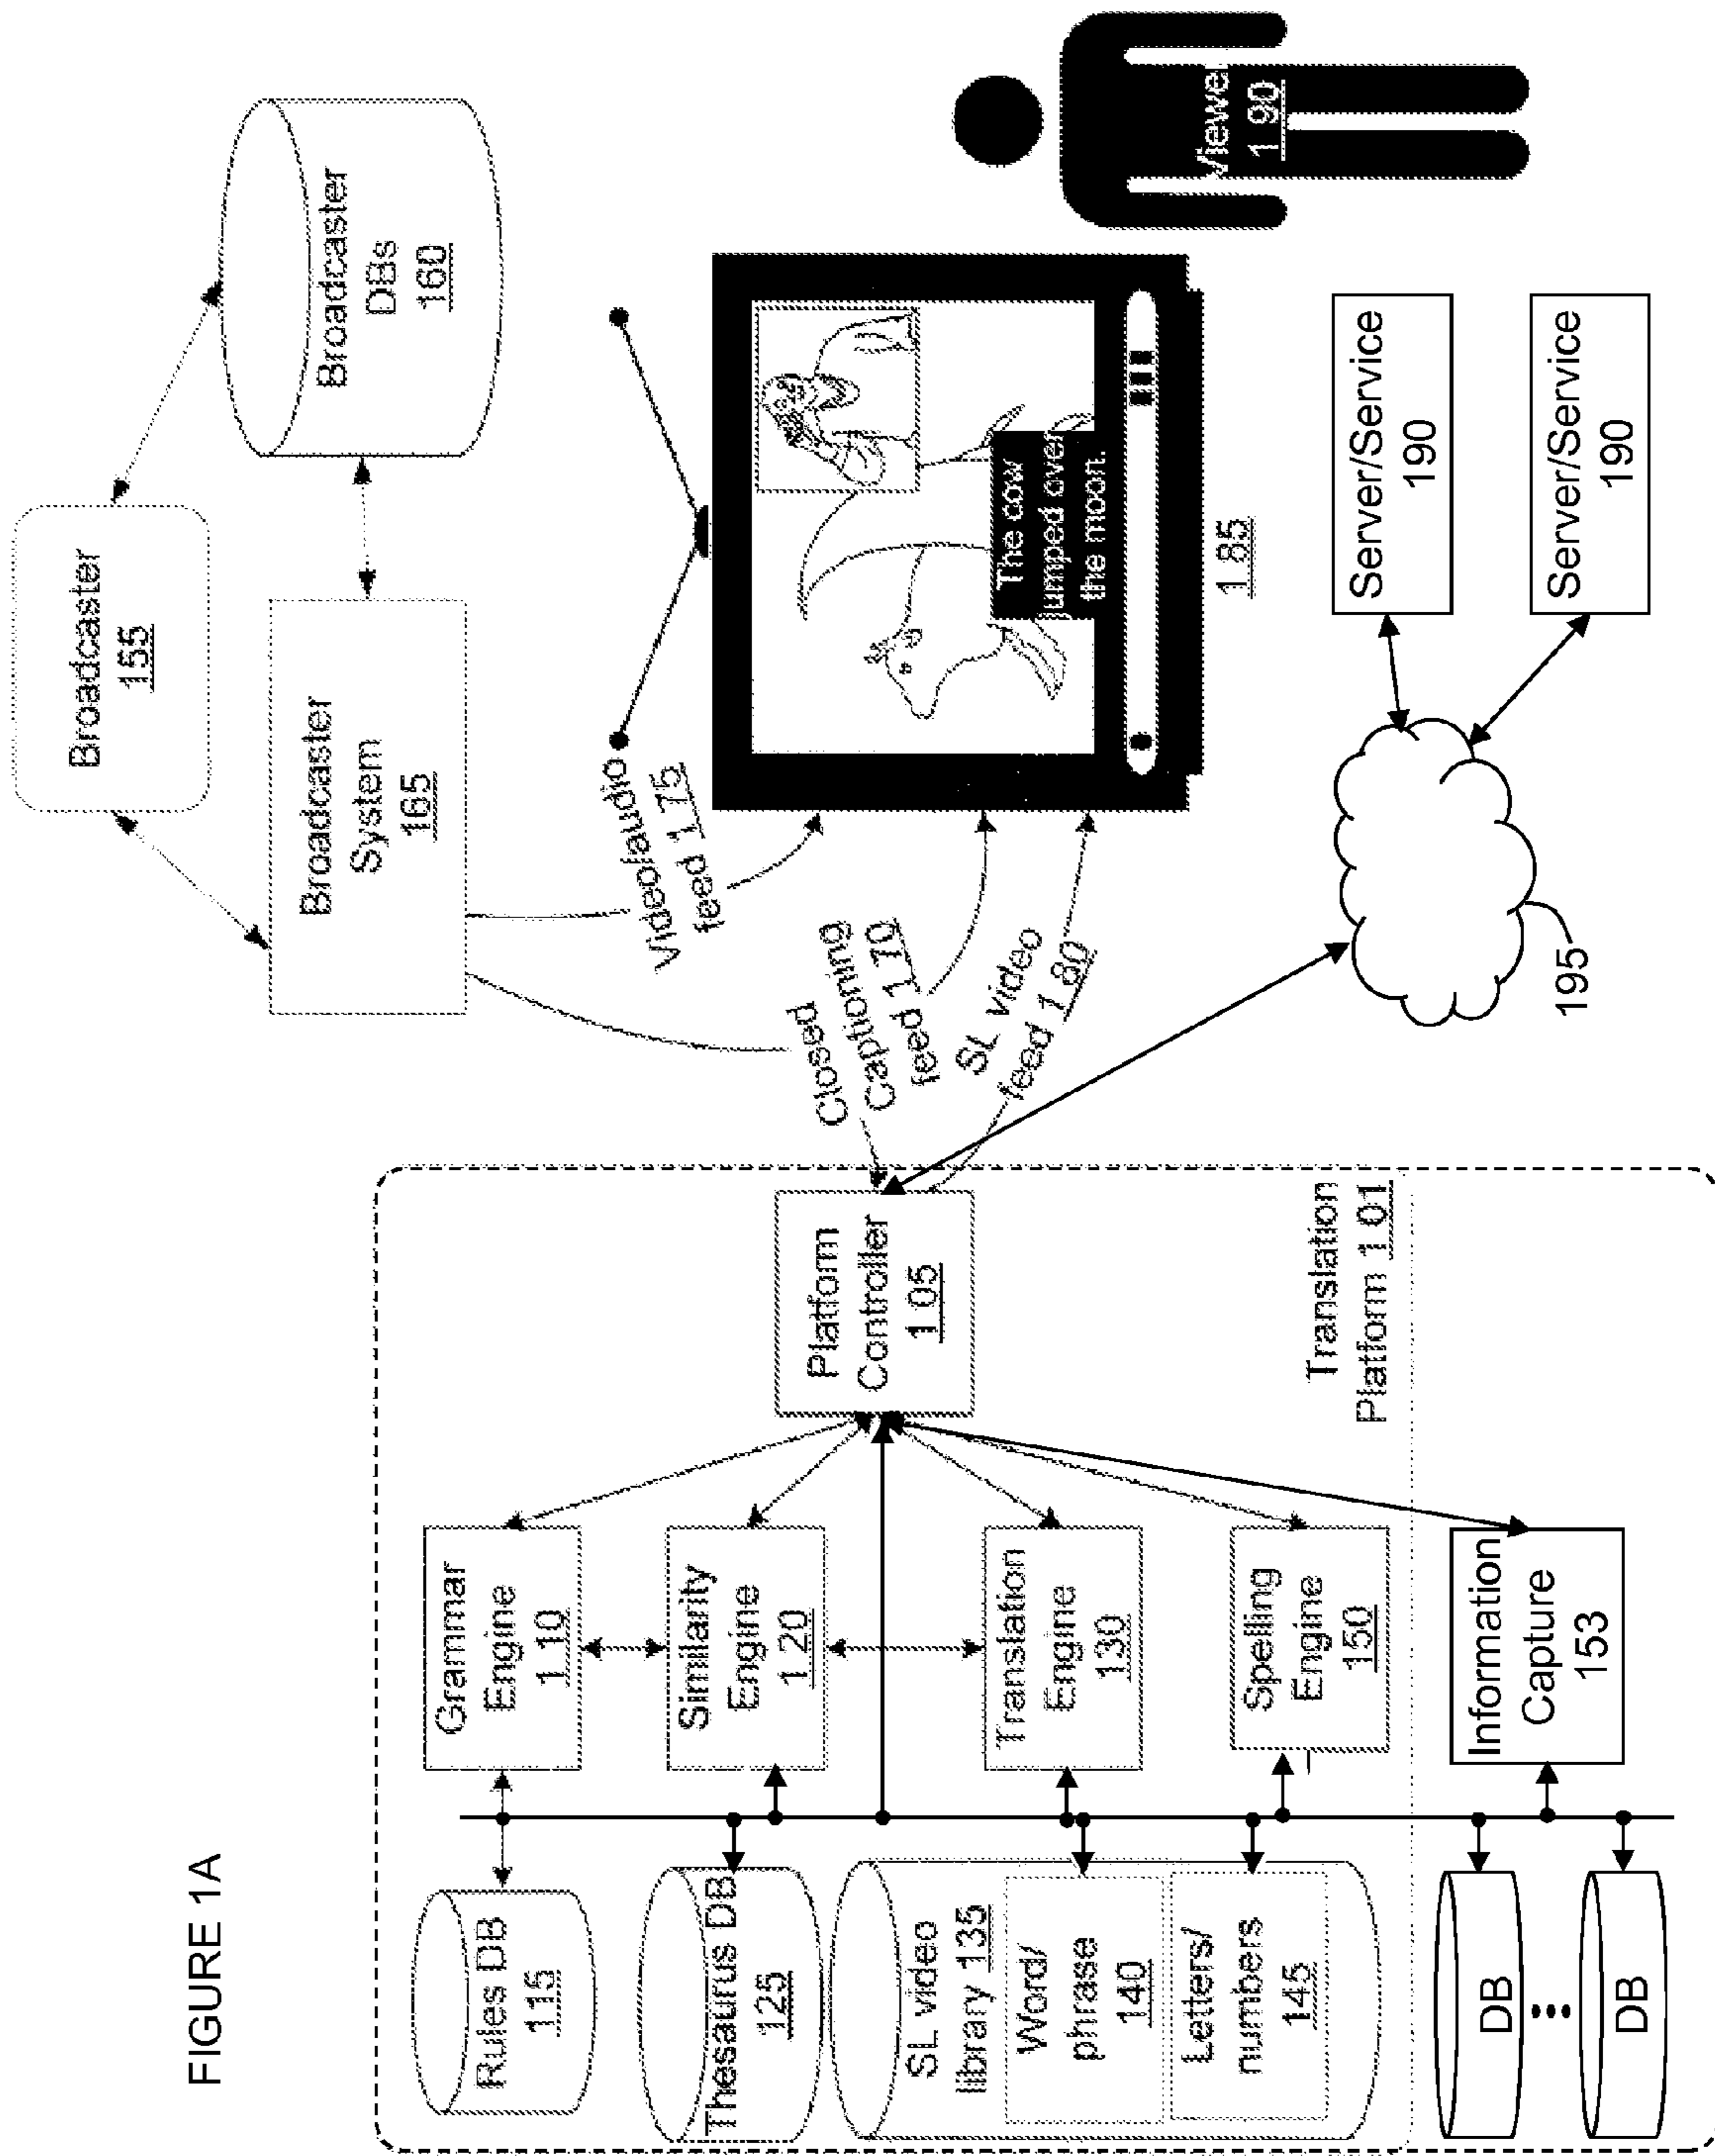 FIGURE 1A
Rules DB
115
Thesaurus DB
125
SL video
library 135
Word/
phrase
140
Letters/
numbers
145
DB
DB
Grammar
Engine
110
Similarity
Engine
120
Translation
Engine
130
Spelling
Engine
150
Information
Capture
153
Platform
Controller
105
Translation
Platform 101
Closed
Captioning
feed 170
SL Video
feed 180
Video/audio
feed 175
Broadcaster
155
Broadcaster
System
165
Broadcaster
DBs
160
The cow
jumped over
the moon.
185
Viewer
190
Server/Service
190
Server/Service
190
195